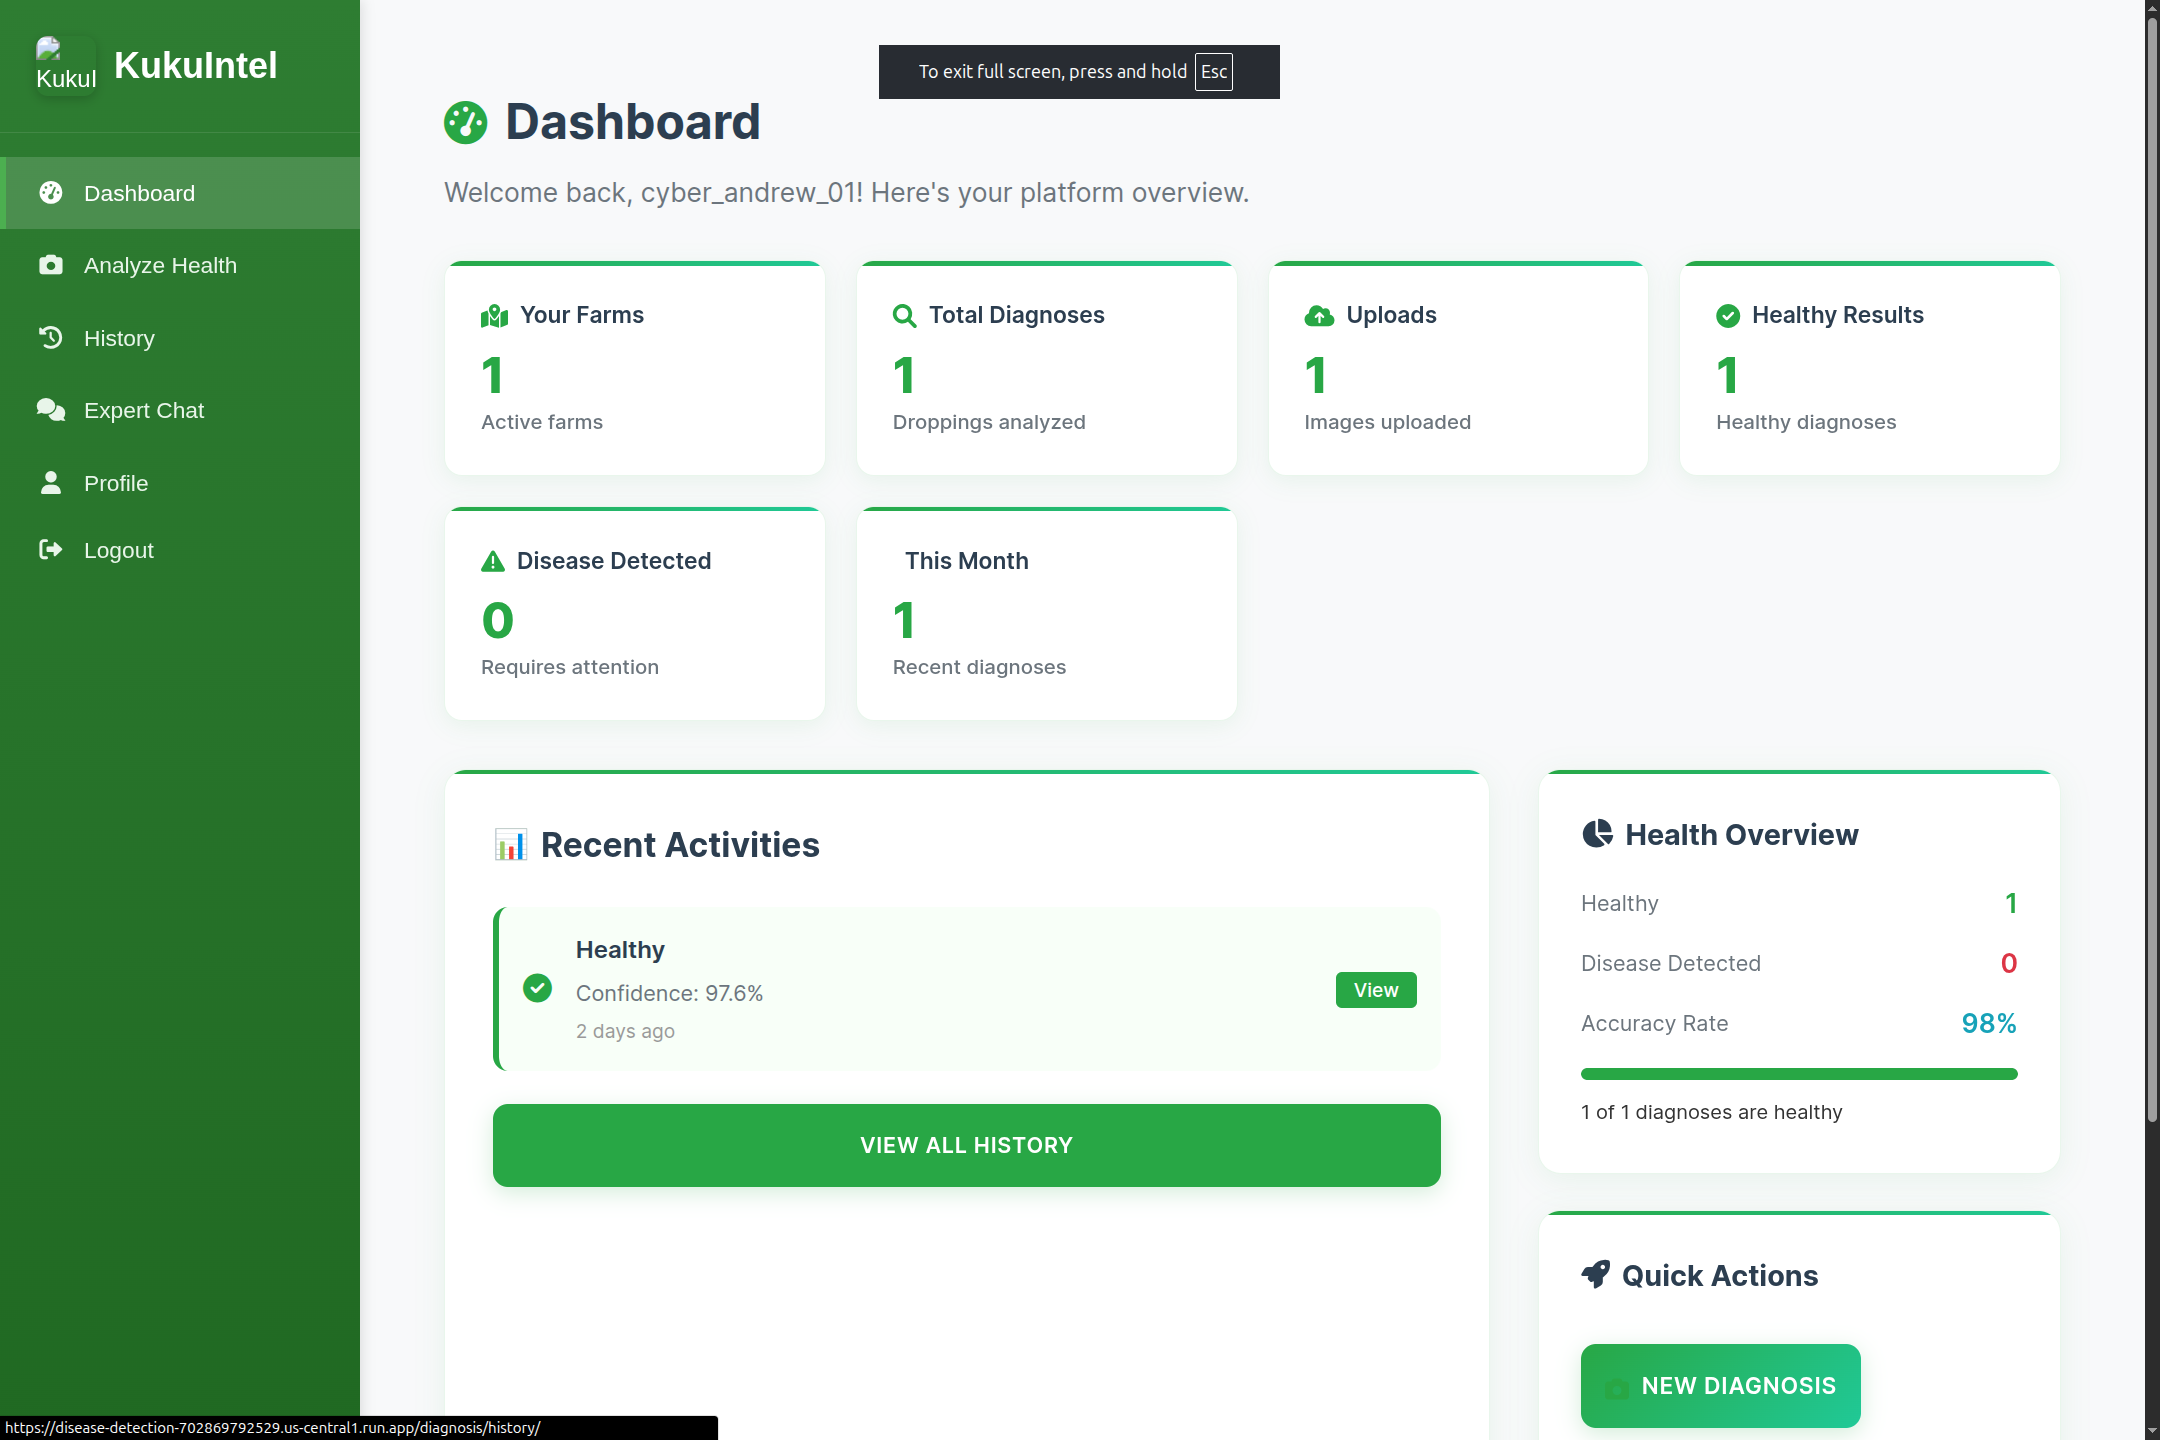 Kukul
KukuIntel
Dashboard
Analyze Health
History
Expert Chat
Profile
Logout
To exit full screen, press and hold Esc
Dashboard
Welcome back, cyber_andrew_01! Here's your platform overview.
Your Farms
1
Active farms
Total Diagnoses
1
Droppings analyzed
Uploads
1
Images uploaded
Healthy Results
1
Healthy diagnoses
Disease Detected
0
Requires attention
This Month
1
Recent diagnoses
Recent Activities
Healthy
Confidence: 97.6%
2 days ago
View
VIEW ALL HISTORY
Health Overview
Healthy 1
Disease Detected 0
Accuracy Rate 98%
1 of 1 diagnoses are healthy
Quick Actions
NEW DIAGNOSIS
https://disease-detection-702869792529.us-central1.run.app/diagnosis/history/